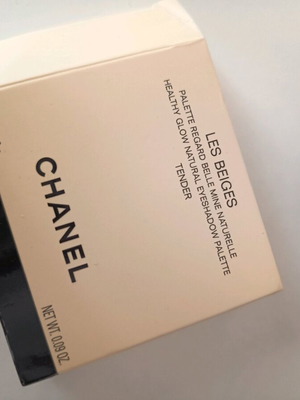 LES BEIGES
PALETTE REGARD BELLE MINE NATURELLE
HEALTHY GLOW NATURAL EYESHADOW PALETTE
TENDER
CHANEL
NET WT. 0.09 OZ.